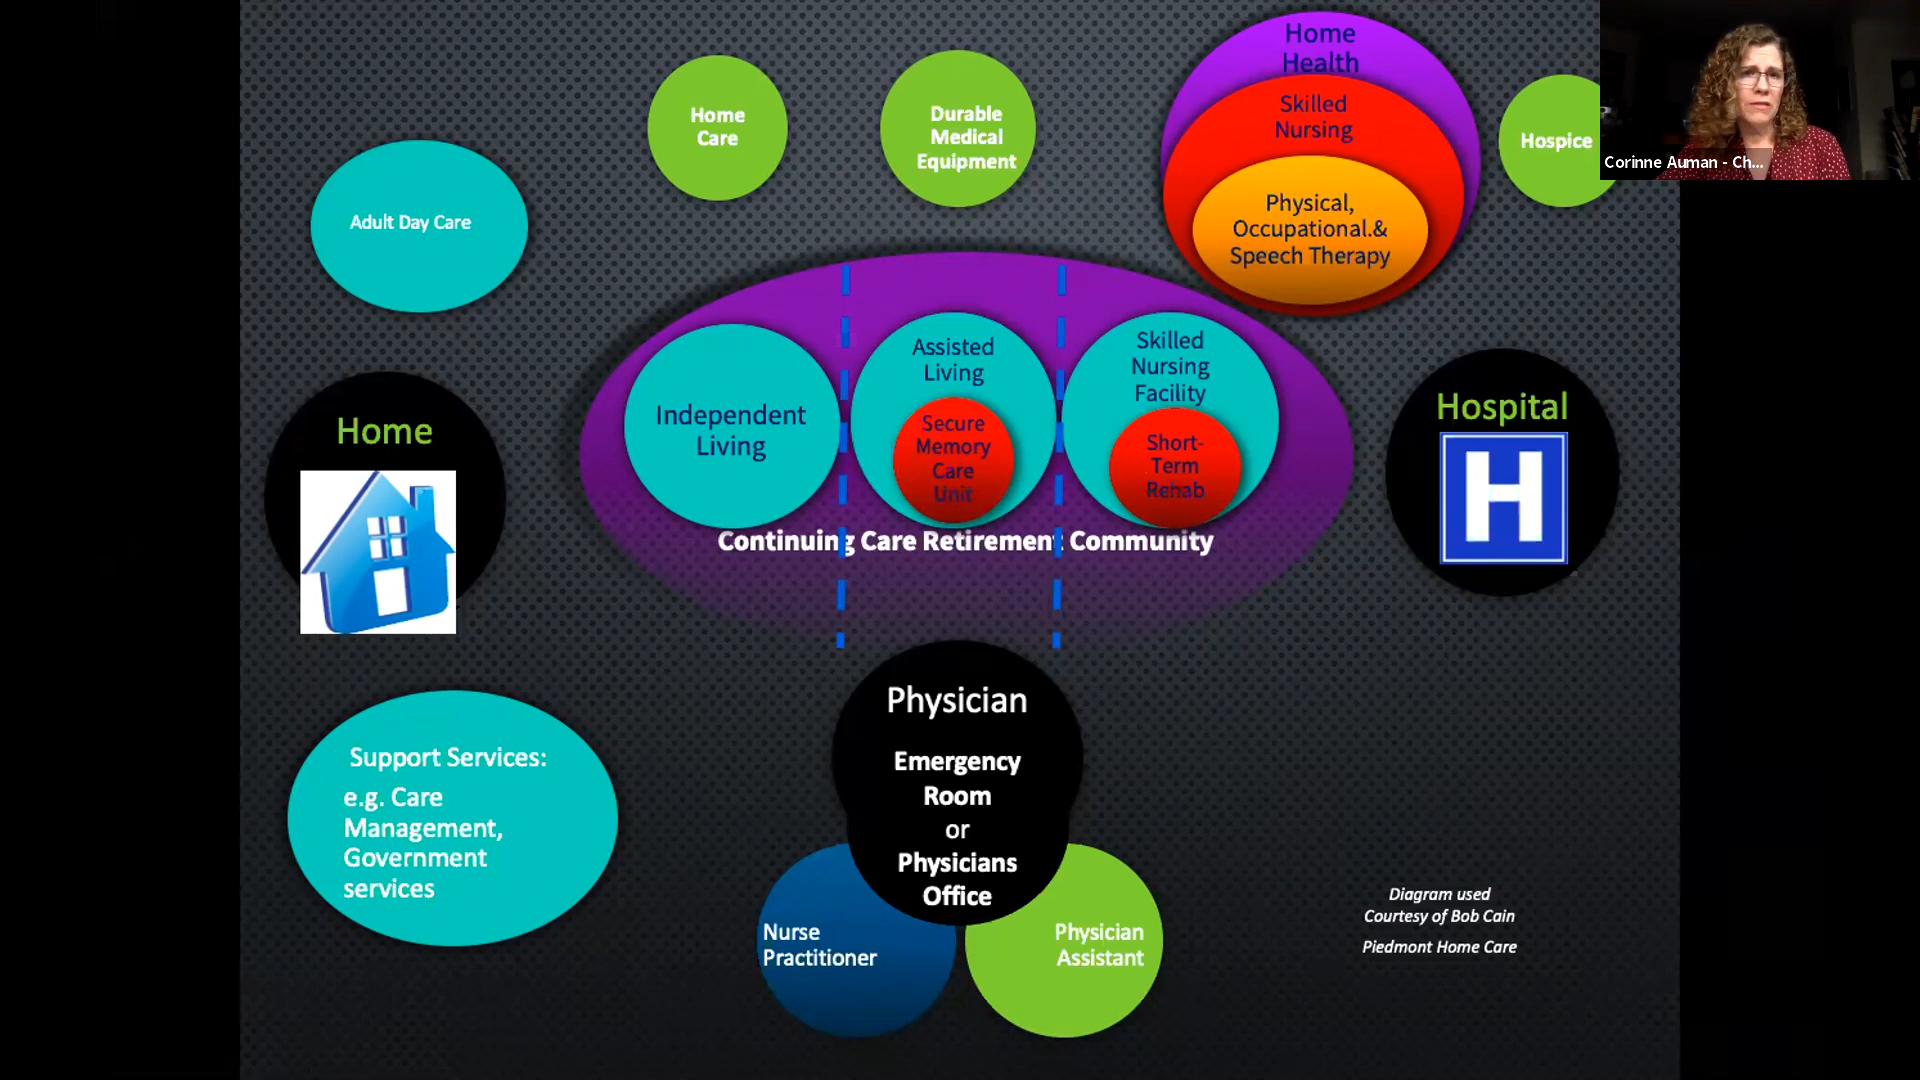 Home
Health
Skilled
Nursing
Physical,
Occupational.&
Speech Therapy
Home
Care
Durable
Medical
Equipment
Hospice
Corinne Auman - Ch...
Adult Day Care
Independent
Living
Assisted
Living
Secure
Memory
Care
Unit
Skilled
Nursing
Facility
Short-
Term
Rehab
Continuing Care Retirement Community
Home
Hospital
H
Physician
Emergency
Room
or
Physicians
Office
Support Services:
e.g. Care
Management,
Government
services
Nurse
Practitioner
Physician
Assistant
Diagram used
Courtesy of Bob Cain
Piedmont Home Care